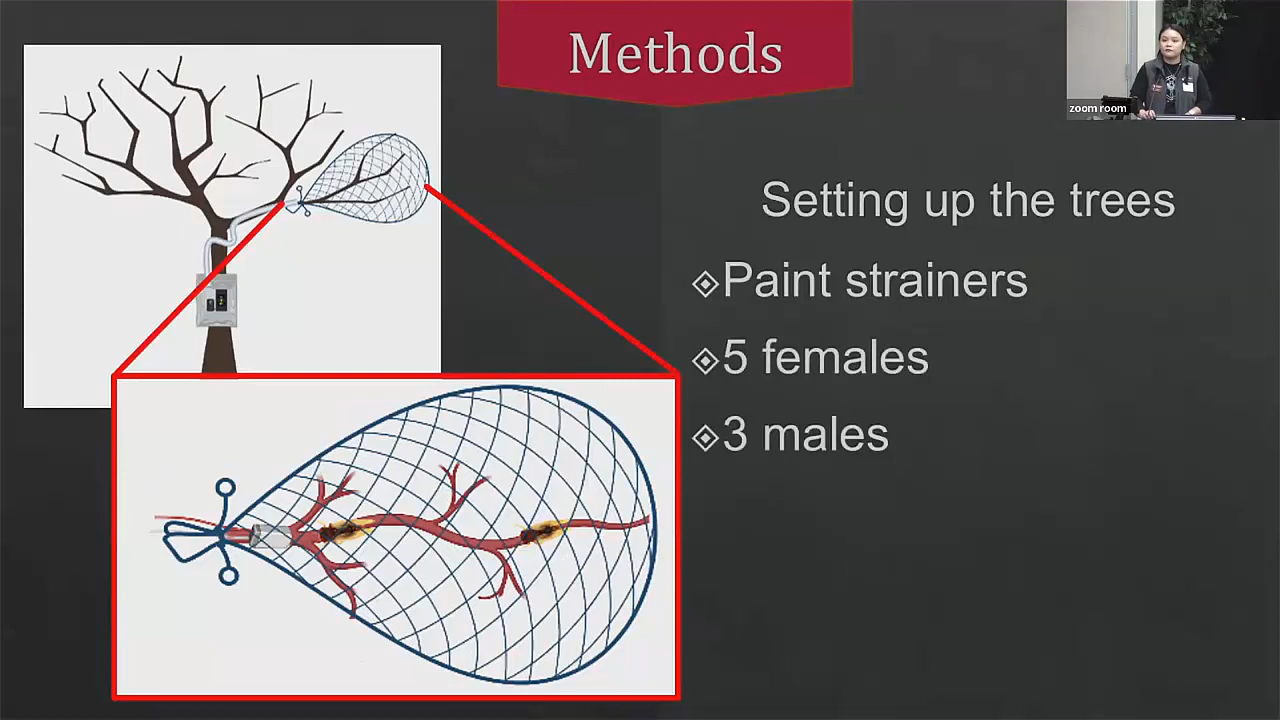 Methods
zoom room
Setting up the trees
Paint strainers
5 females
3 males